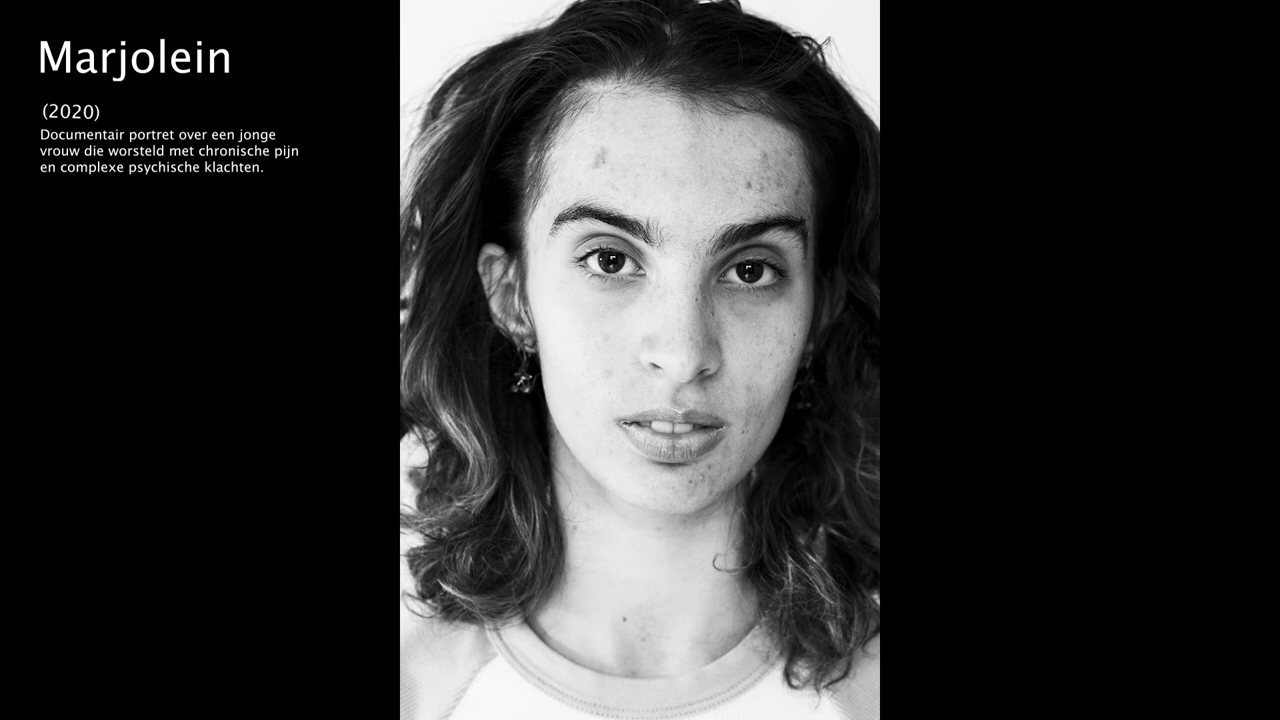 Marjolein
(2020)
Documentair portret over een jonge
vrouw die worsteld met chronische pijn
en complexe psychische klachten.